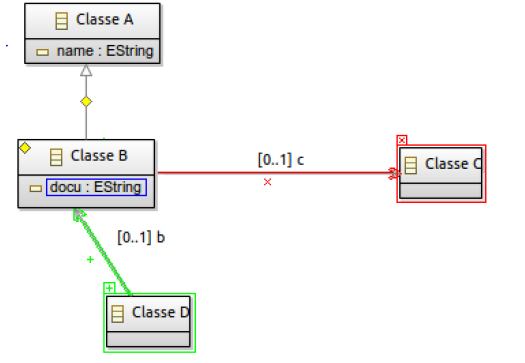 Classe A
name : EString
Classe B
docu : EString
[0..1] c
Classe C
[0..1] b
Classe D